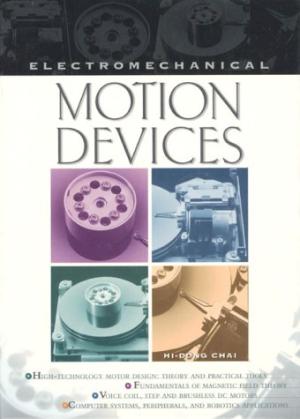 ELECTROMECHANICAL
MOTION
DEVICES
HI-DONG CHAI
HIGH-TECHNOLOGY MOTOR DESIGN: THEORY AND PRACTICAL TOOLS
FUNDAMENTALS OF MAGNETIC FIELD THEORY
VOICE COIL, STEP AND BRUSHLESS DC MOTORS
COMPUTER SYSTEMS, PERIPHERALS, AND ROBOTICS APPLICATIONS